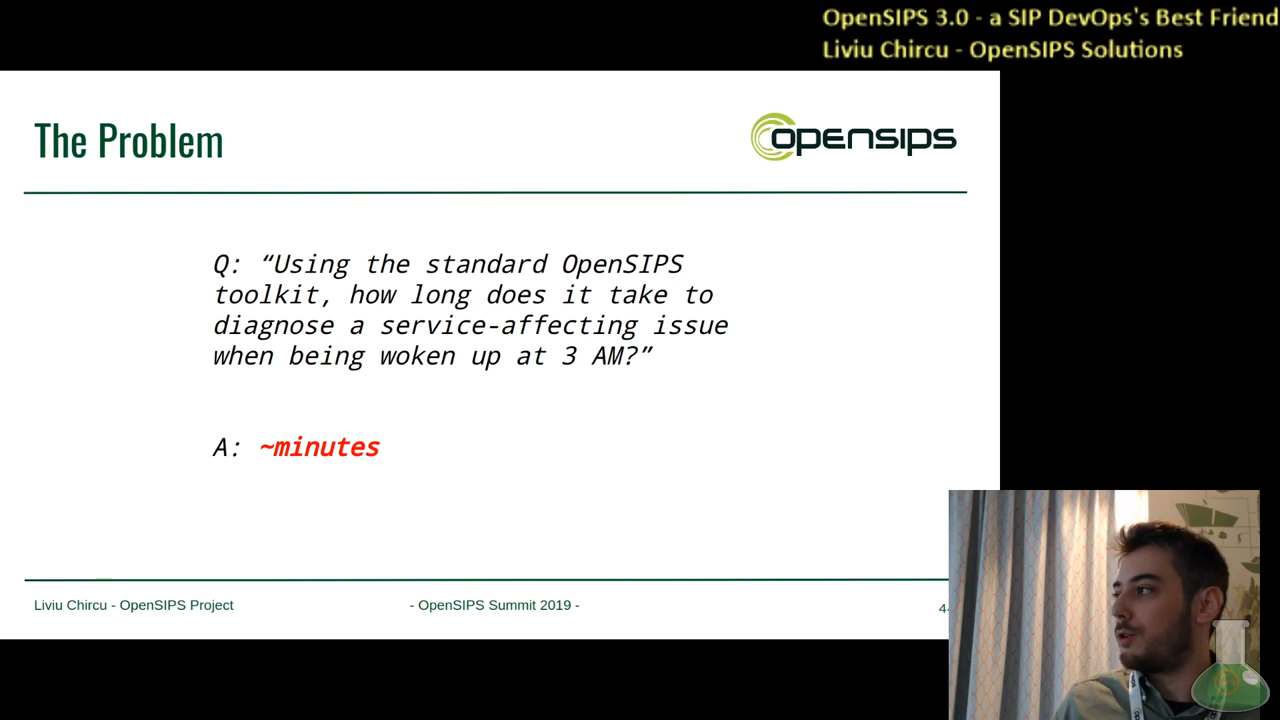 OpenSIPS 3.0 - a SIP DevOps's Best Friend
Liviu Chircu - OpenSIPS Solutions
The Problem
opensips
Q: “Using the standard OpenSIPS
toolkit, how long does it take to
diagnose a service-affecting issue
when being woken up at 3 AM?”
A: ~minutes
Liviu Chircu - OpenSIPS Project
- OpenSIPS Summit 2019 -